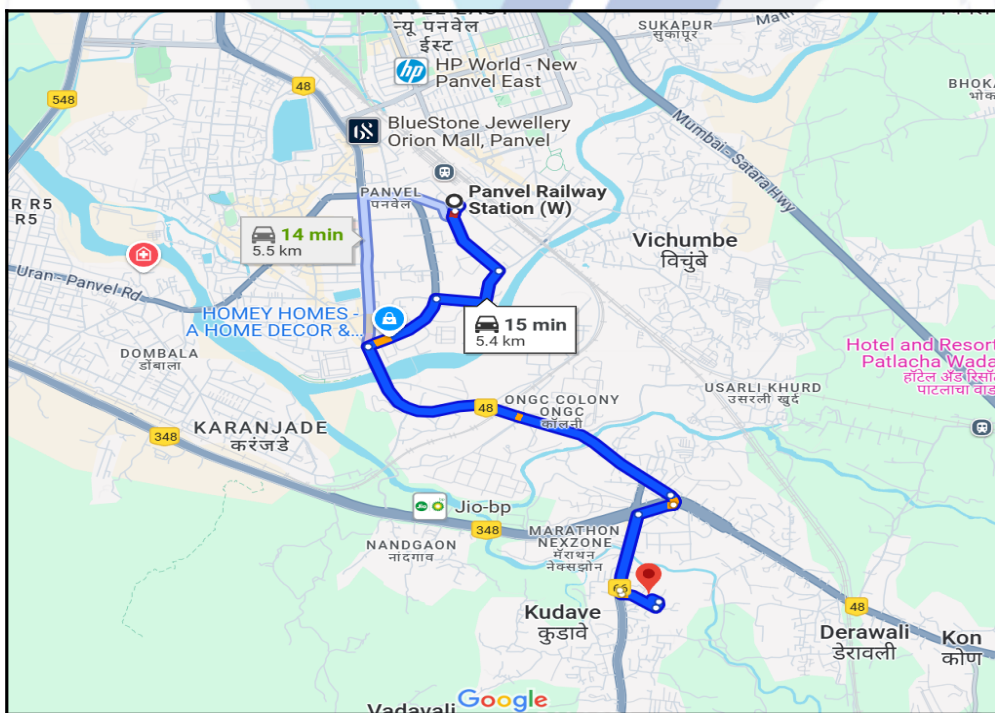 PANVEL EAST
न्यू पनवेल
ईस्ट
SUKAPUR
सुकापूर
48
548
hp
HP World - New
Panvel East
BlueStone Jewellery
Orion Mall, Panvel
Mumbai - Satara Hwy
PANVEL
पनवेल
Panvel Railway
Station (W)
R R5
R5
14 min
5.5 km
Vichumbe
विचुंबे
Uran - Panvel Rd
HOMEY HOMES -
A HOME DECOR &...
15 min
5.4 km
DOMBALA
डोंबाला
Hotel and Resort
Patlacha Wada
USARLI KHURD
उसरली खुर्द
ONGC COLONY
ONGC
कॉलनी
48
348
KARANJADE
करंजडे
Jio-bp
348
MARATHON
NEXZONE
मॅराथन
नेक्सझोन
NANDGAON
नांदगाव
66
48
Kudave
कुडावे
Derawali
डेरावली
Kon
कोण
Google
Vadavali